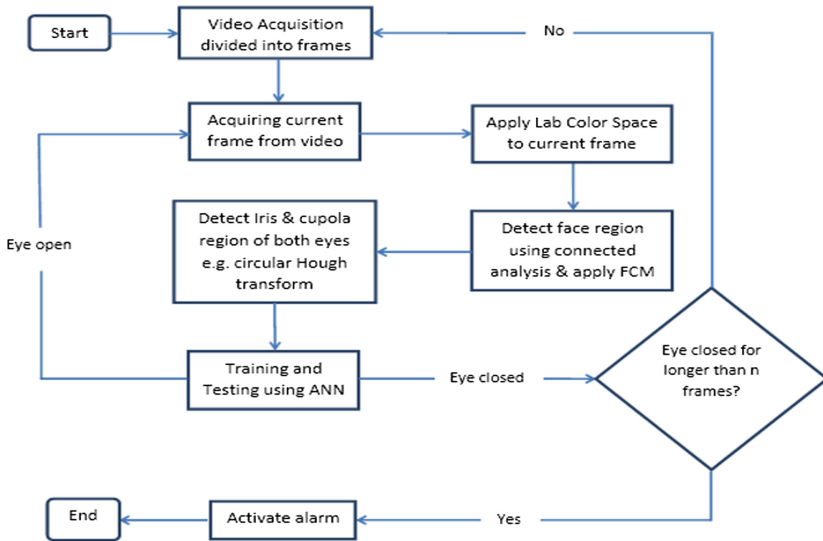 Start
Video Acquisition
divided into frames
No
Acquiring current
frame from video
Apply Lab Color Space
to current frame
Detect Iris & cupola
region of both eyes
e.g. circular Hough
transform
Detect face region
using connected
analysis & apply FCM
Eye open
Training and
Testing using ANN
Eye closed
Eye closed for
longer than n
frames?
End
Activate alarm
Yes